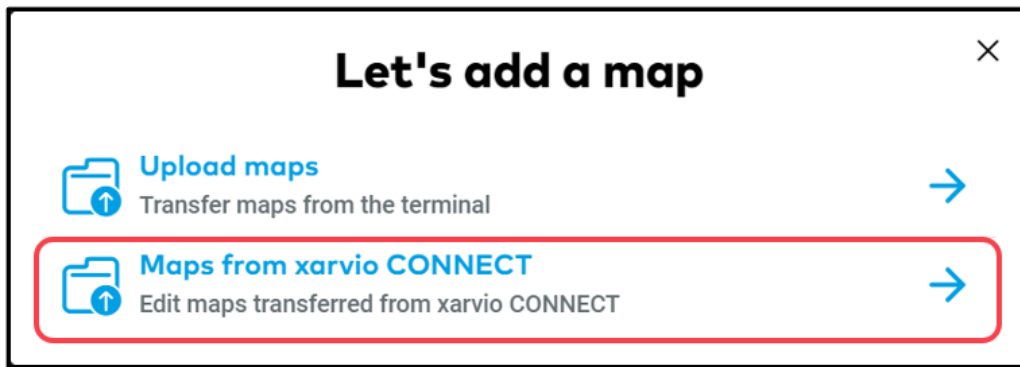 Let's add a map
Upload maps
Transfer maps from the terminal
Maps from xarvio CONNECT
Edit maps transferred from xarvio CONNECT